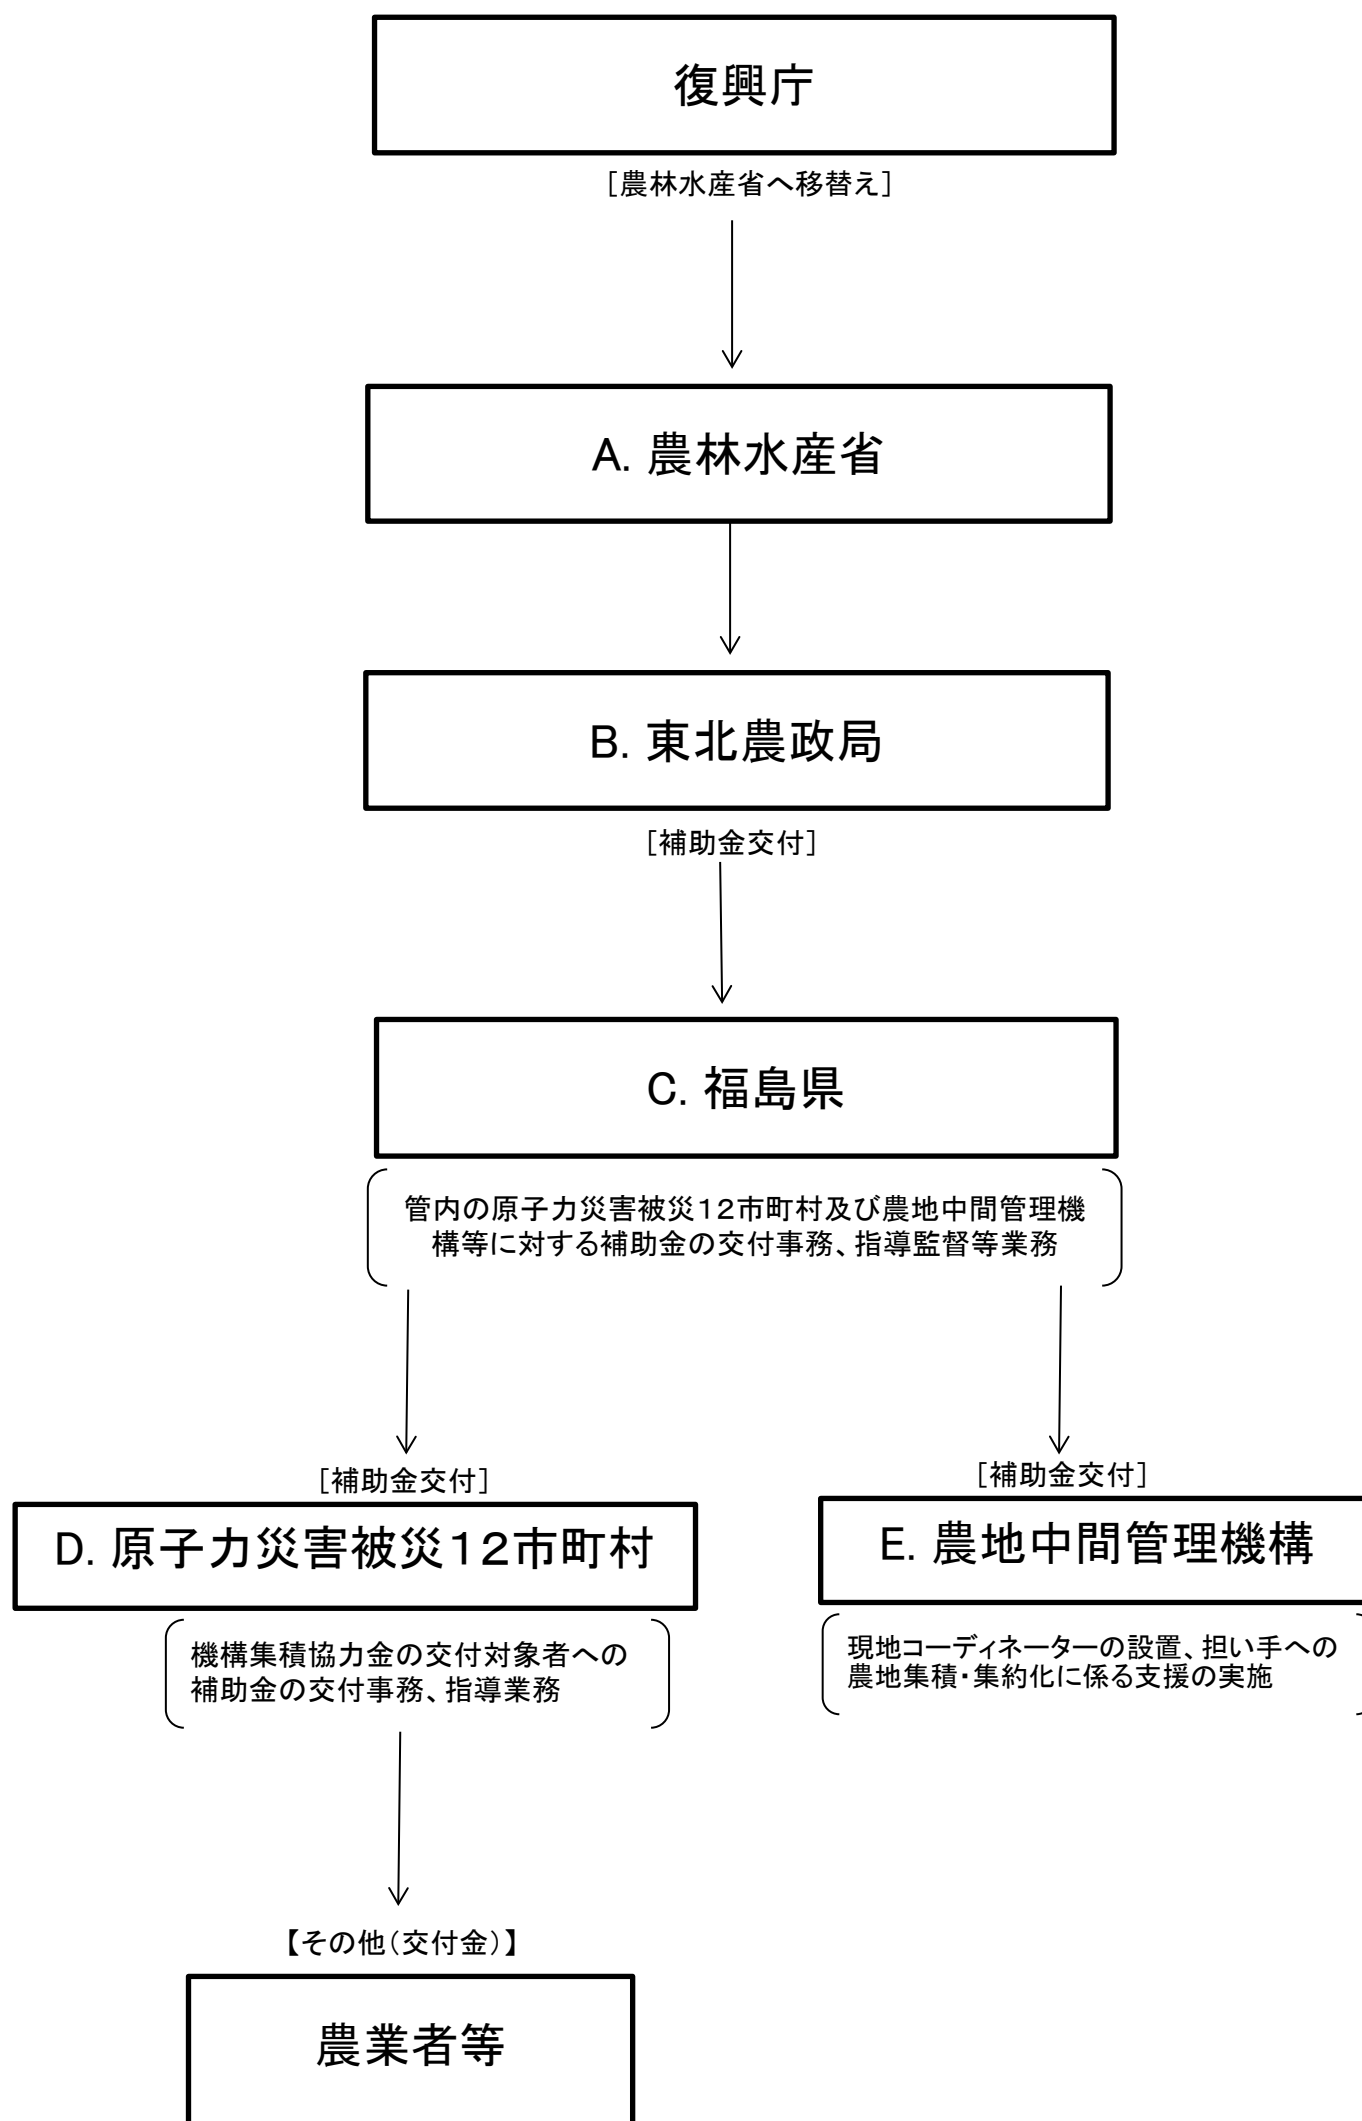 復興庁
［農林水産省へ移替え］
A. 農林水産省
B. 東北農政局
［補助金交付］
C. 福島県
管内の原子力災害被災１２市町村及び農地中間管理機
構等に対する補助金の交付事務、指導監督等業務
［補助金交付］
［補助金交付］
D. 原子力災害被災１２市町村
E. 農地中間管理機構
機構集積協力金の交付対象者への
補助金の交付事務、指導業務
現地コーディネーターの設置、担い手への
農地集積・集約化に係る支援の実施
【その他（交付金）】
農業者等